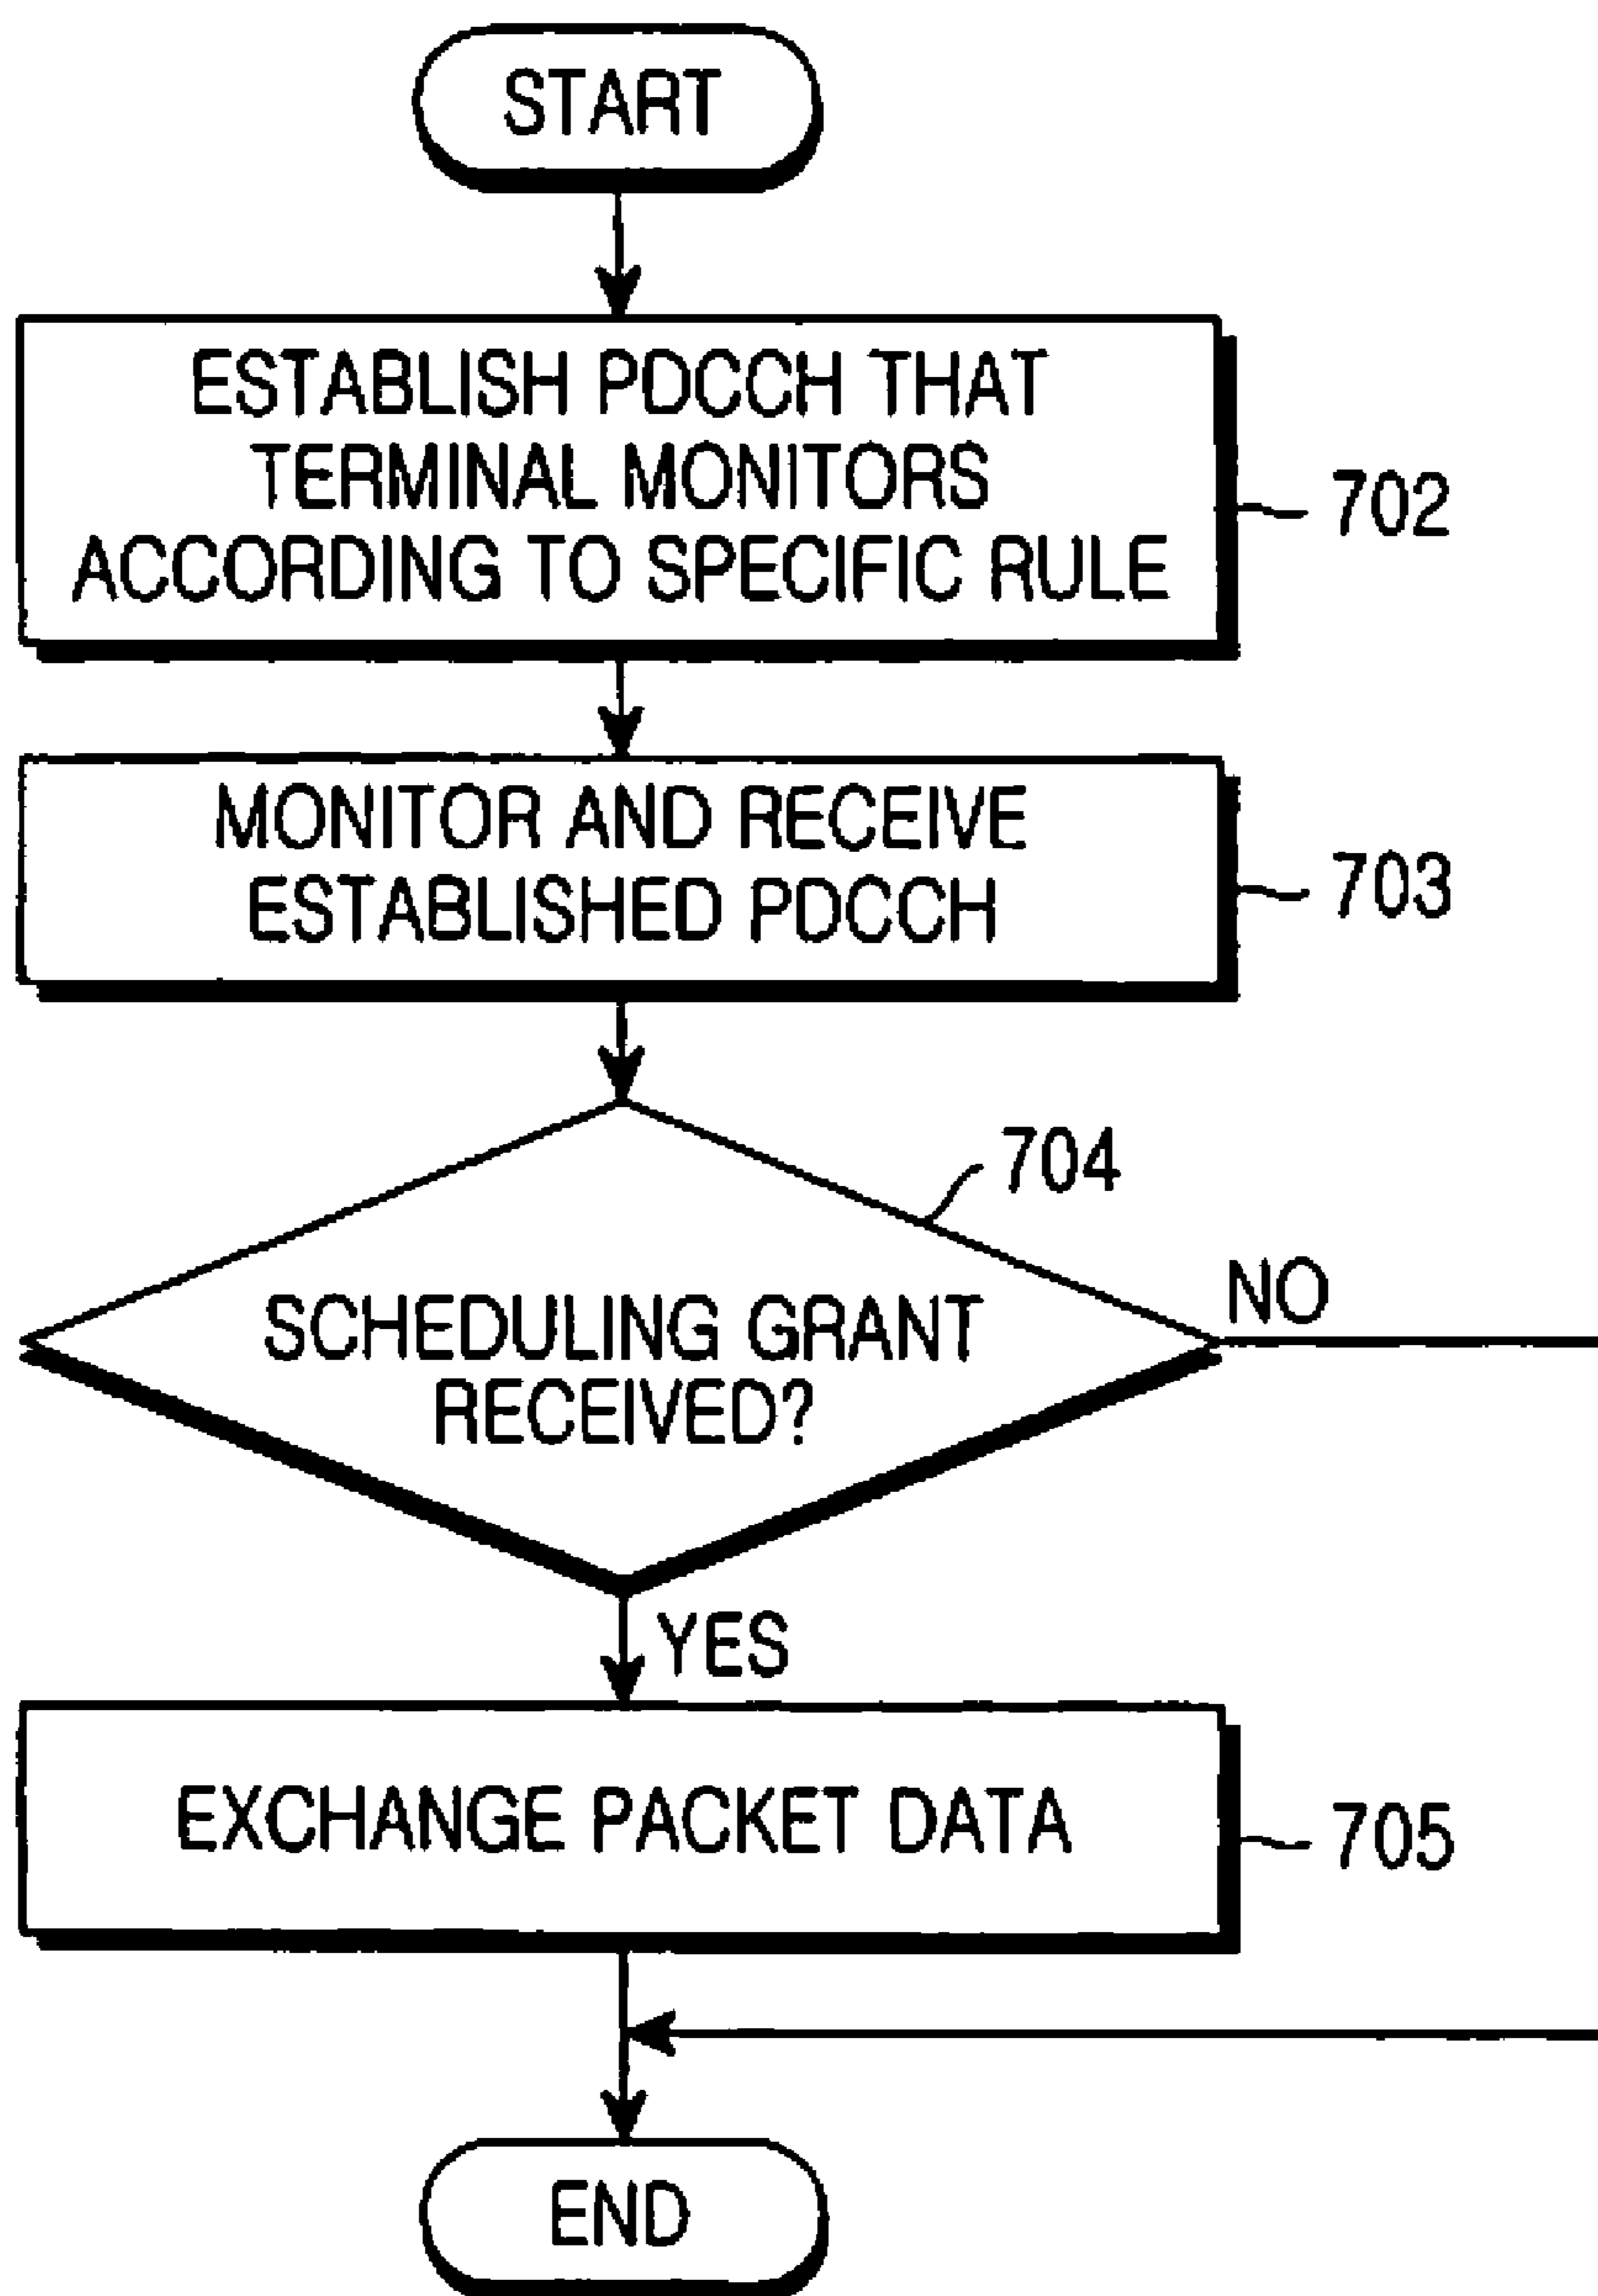 START
ESTABLISH PDCCH THAT
TERMINAL MONITORS
ACCORDING TO SPECIFIC RULE
702
MONITOR AND RECEIVE
ESTABLISHED PDCCH
703
704
NO
SCHEDULING GRANT
RECEIVED?
YES
EXCHANGE PACKET DATA
705
END